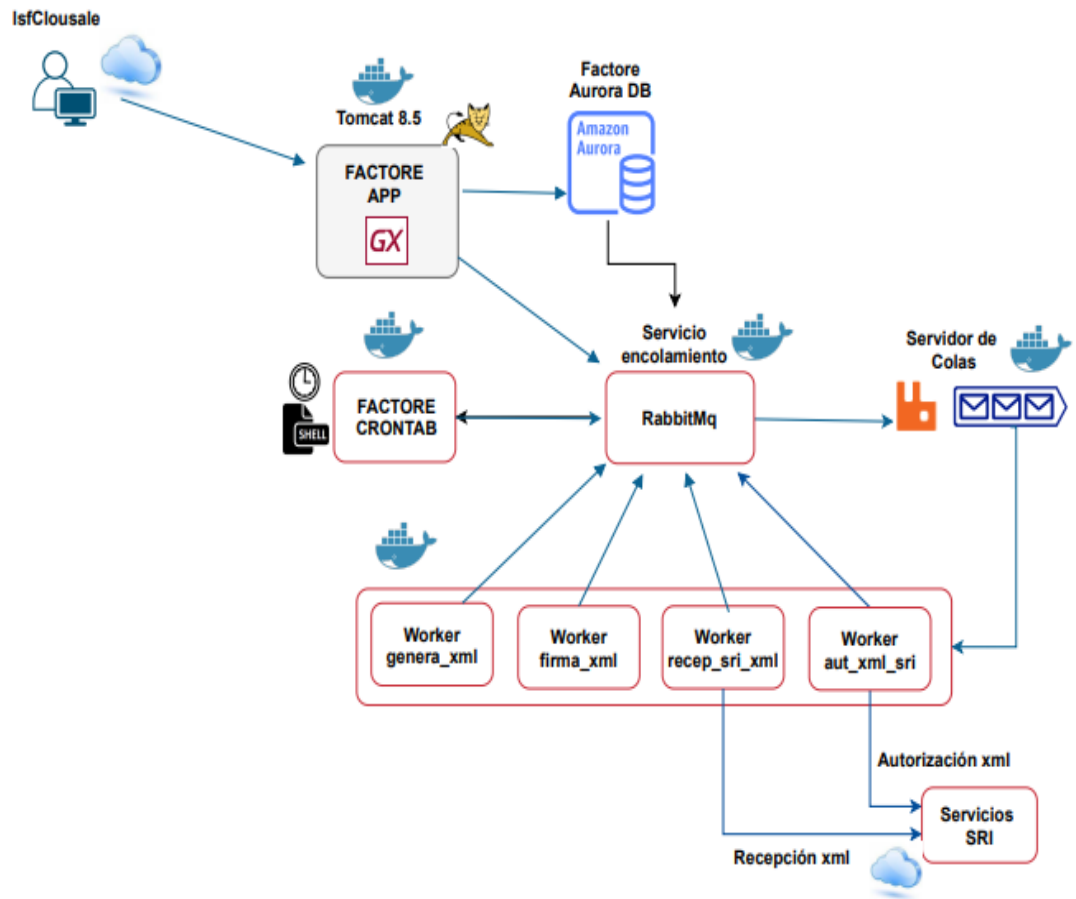 lsfClousale
Tomcat 8.5
FACTORE
APP
GX
Factore
Aurora DB
Amazon
Aurora
Servicio
encolamiento
RabbitMq
Servidor de
Colas
FACTORE
CRONTAB
SHELL
Worker
genera_xml
Worker
firma_xml
Worker
recep_sri_xml
Worker
aut_xml_sri
Autorización xml
Servicios
SRI
Recepción xml